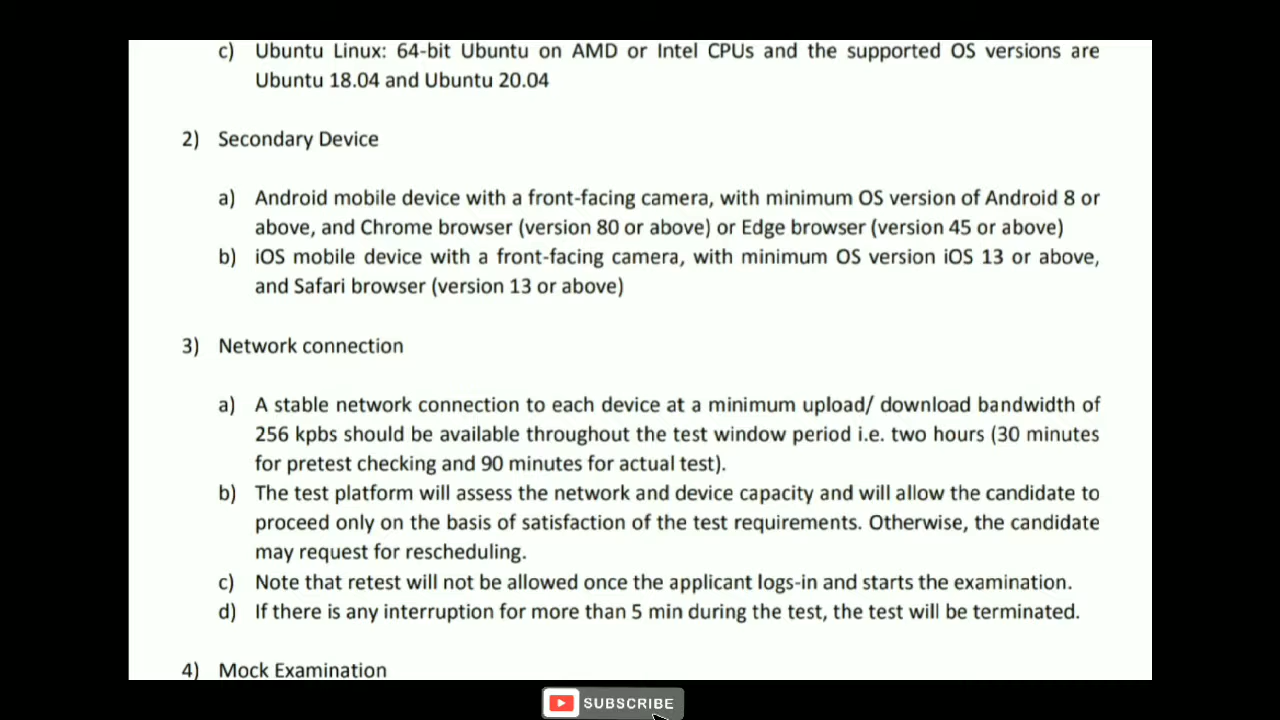 c) Ubuntu Linux: 64-bit Ubuntu on AMD or Intel CPUs and the supported OS versions are
Ubuntu 18.04 and Ubuntu 20.04
2) Secondary Device
a) Android mobile device with a front-facing camera, with minimum OS version of Android 8 or
above, and Chrome browser (version 80 or above) or Edge browser (version 45 or above)
b) iOS mobile device with a front-facing camera, with minimum OS version iOS 13 or above,
and Safari browser (version 13 or above)
3) Network connection
a) A stable network connection to each device at a minimum upload/ download bandwidth of
256 kpbs should be available throughout the test window period i.e. two hours (30 minutes
for pretest checking and 90 minutes for actual test).
b) The test platform will assess the network and device capacity and will allow the candidate to
proceed only on the basis of satisfaction of the test requirements. Otherwise, the candidate
may request for rescheduling.
c) Note that retest will not be allowed once the applicant logs-in and starts the examination.
d) If there is any interruption for more than 5 min during the test, the test will be terminated.
4) Mock Examination
SUBSCRIBE